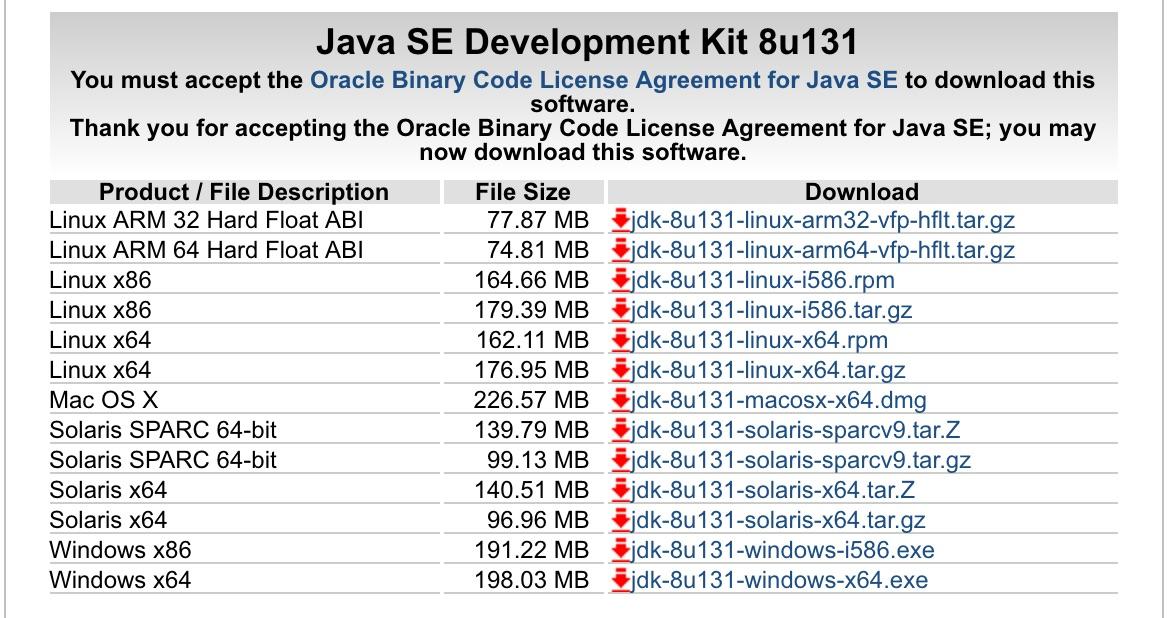 Java SE Development Kit 8u131
You must accept the Oracle Binary Code License Agreement for Java SE to download this
software.
Thank you for accepting the Oracle Binary Code License Agreement for Java SE; you may
now download this software.
Product / File Description File Size Download
Linux ARM 32 Hard Float ABI 77.87 MB jdk-8u131-linux-arm32-vfp-hflt.tar.gz
Linux ARM 64 Hard Float ABI 74.81 MB jdk-8u131-linux-arm64-vfp-hflt.tar.gz
Linux x86 164.66 MB jdk-8u131-linux-i586.rpm
Linux x86 179.39 MB jdk-8u131-linux-i586.tar.gz
Linux x64 162.11 MB jdk-8u131-linux-x64.rpm
Linux x64 176.95 MB jdk-8u131-linux-x64.tar.gz
Mac OS X 226.57 MB jdk-8u131-macosx-x64.dmg
Solaris SPARC 64-bit 139.79 MB jdk-8u131-solaris-sparcv9.tar.Z
Solaris SPARC 64-bit 99.13 MB jdk-8u131-solaris-sparcv9.tar.gz
Solaris x64 140.51 MB jdk-8u131-solaris-x64.tar.Z
Solaris x64 96.96 MB jdk-8u131-solaris-x64.tar.gz
Windows x86 191.22 MB jdk-8u131-windows-i586.exe
Windows x64 198.03 MB jdk-8u131-windows-x64.exe